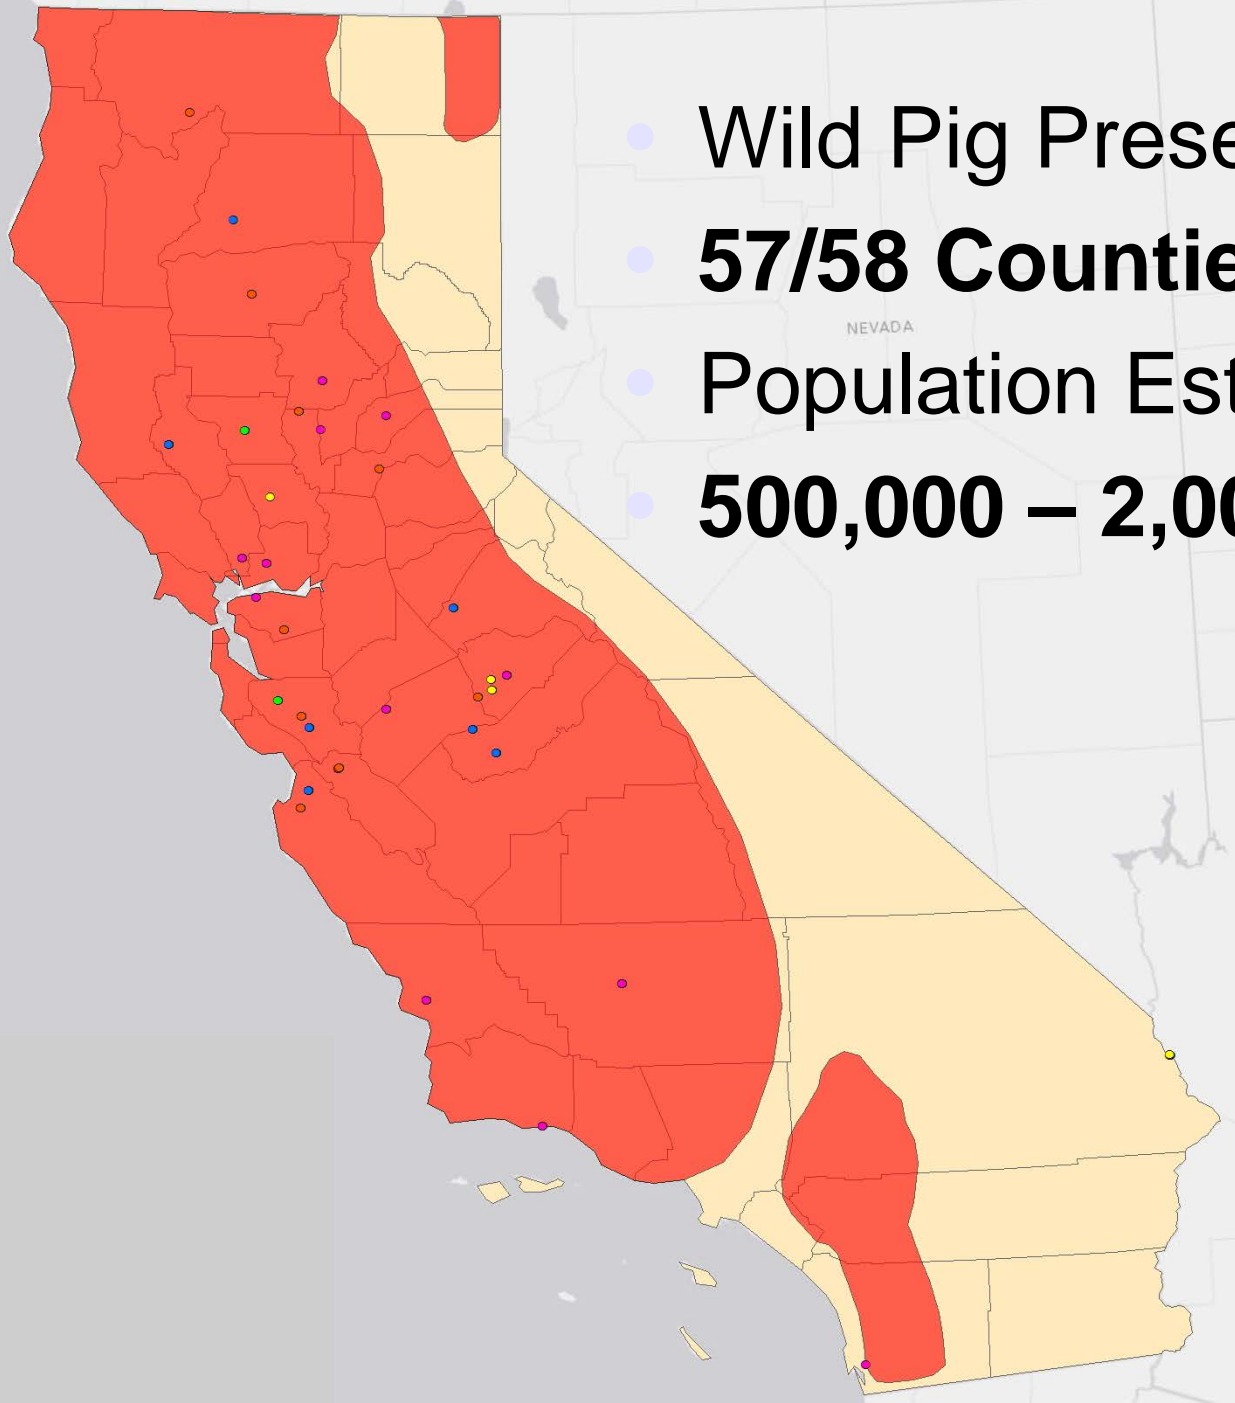 Wild Pig Prese
57/58 Countie
NEVADA
Population Est
500,000 – 2,00